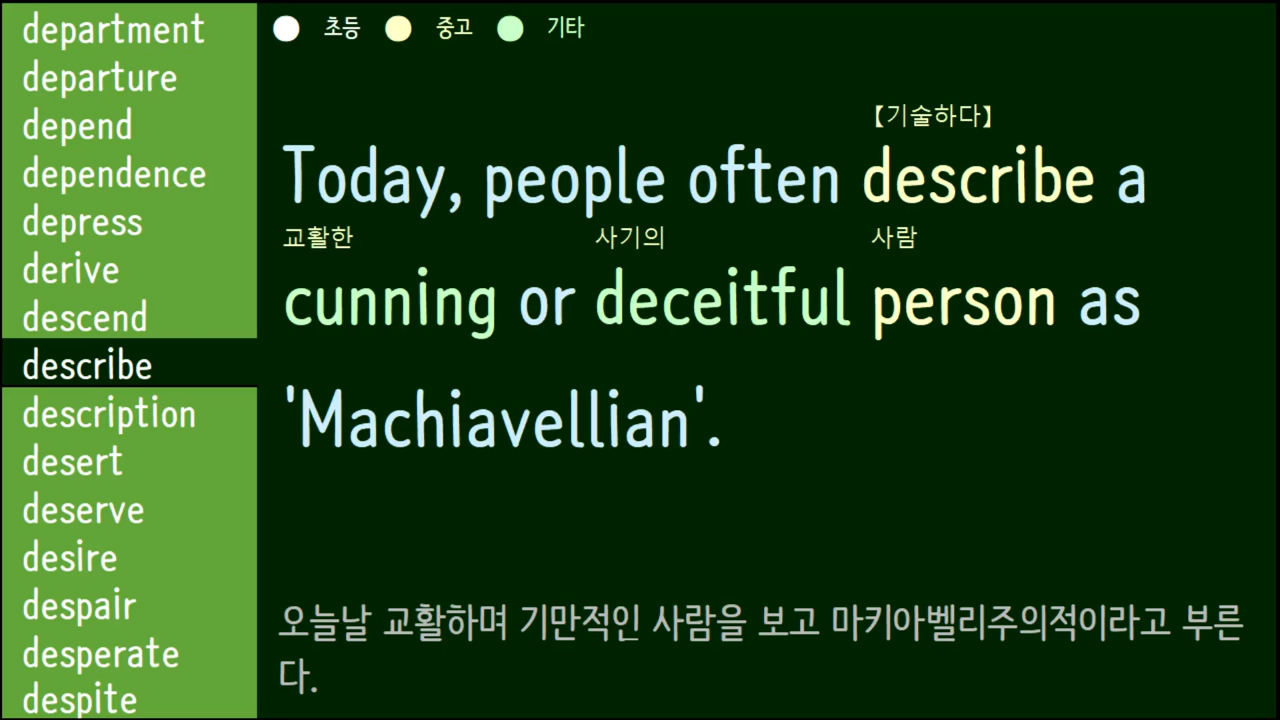 department
departure
depend
dependence
depress
derive
descend
describe
description
desert
deserve
desire
despair
desperate
despite
초등 중고 기타
【기술하다】
Today, people often describe a
교활한 사기의 사람
cunning or deceitful person as
'Machiavellian'.
오늘날 교활하며 기만적인 사람을 보고 마키아벨리주의적이라고 부른
다.